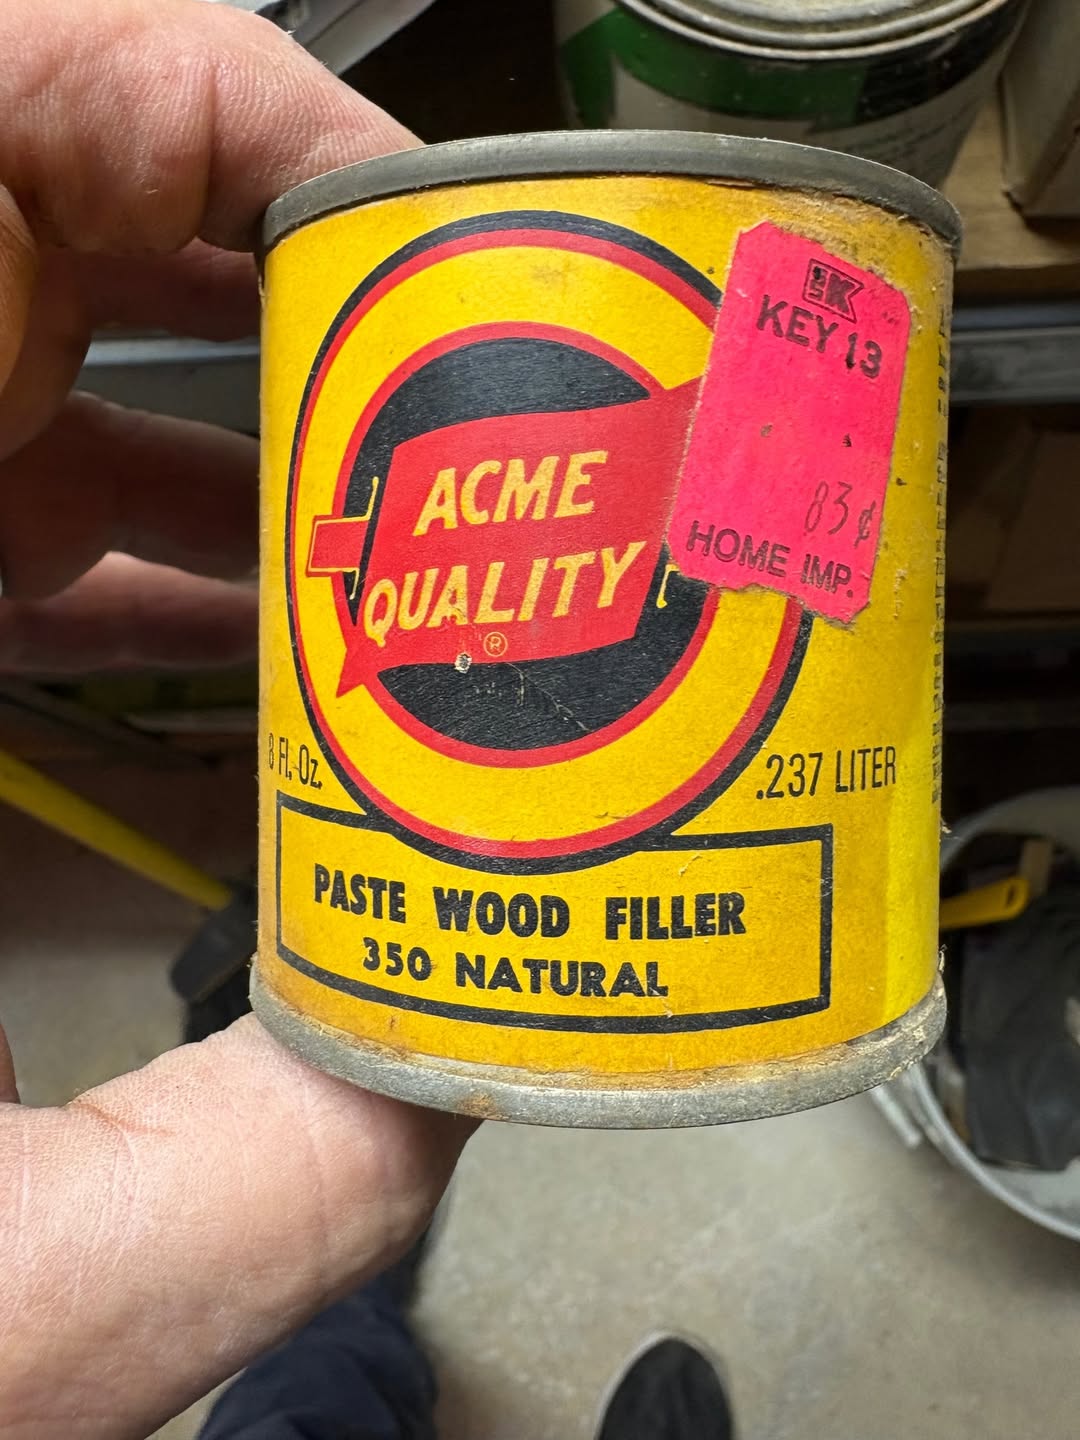 KEY 13
83¢
HOME IMP.
ACME
QUALITY
®
8 Fl. Oz.
.237 LITER
PASTE WOOD FILLER
350 NATURAL